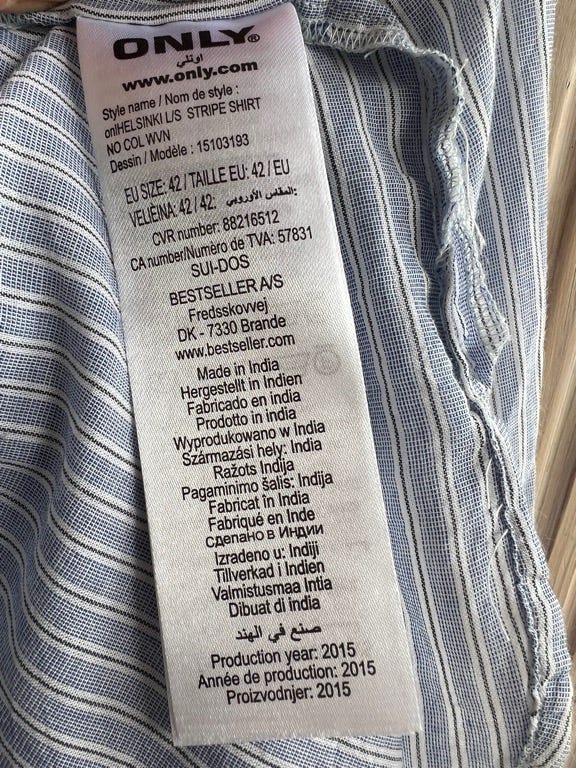 ONLY®
اونلي
www.only.com
Style name / Nom de style :
onlHELSINKI L/S STRIPE SHIRT
NO COL WVN
Dessin / Modèle : 15103193
EU SIZE: 42 / TAILLE EU: 42 / EU
VELIĒINA: 42 / 42: المقاس الأوروبي:
CVR number: 88216512
CA number/Numéro de TVA: 57831
SUI-DOS
BESTSELLER A/S
Fredsskovvej
DK - 7330 Brande
www.bestseller.com
Made in India
Hergestellt in Indien
Fabricado en india
Prodotto in india
Wyprodukowano w India
Származási hely: India
Ražots Indija
Pagaminimo šalis: Indija
Fabricat în India
Fabriqué en Inde
Сделано в Индии
Izradeno u: Indiji
Tillverkad i Indien
Valmistusmaa Intia
Dibuat di india
صنع في الهند
Production year: 2015
Année de production: 2015
Proizvodnjer: 2015